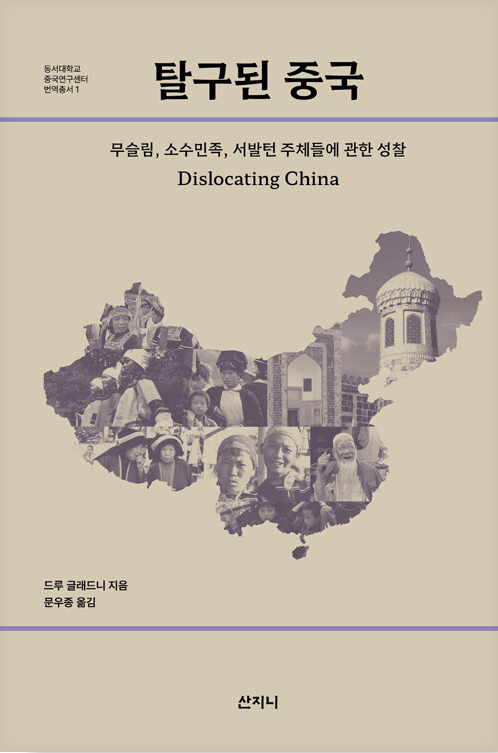 동서대학교
중국연구센터
번역총서 1
탈구된 중국
무슬림, 소수민족, 서발턴 주체들에 관한 성찰
Dislocating China
드루 글래드니 지음
문우종 옮김
산지니